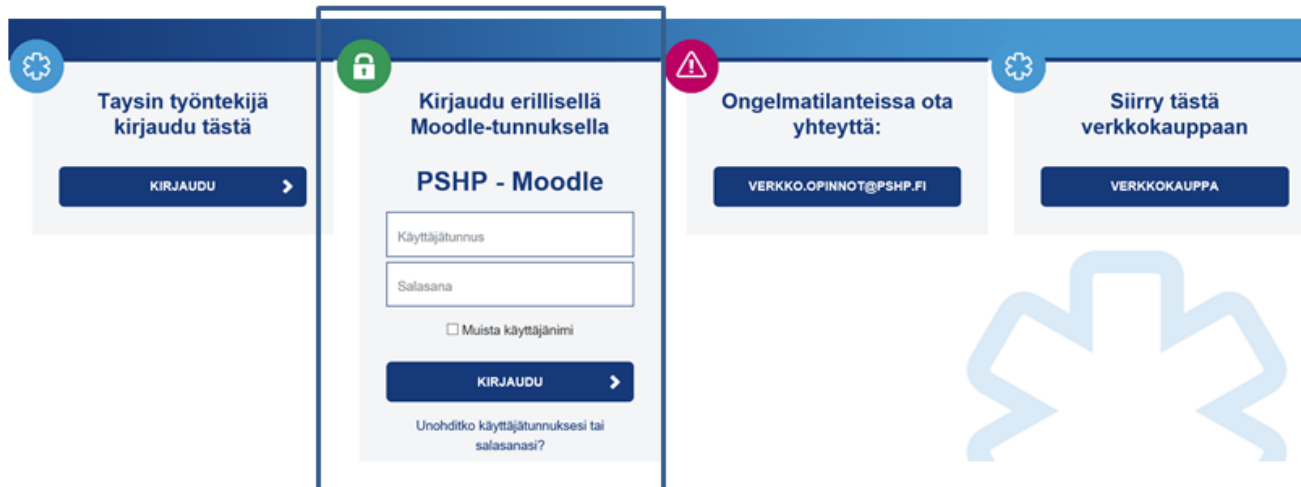 Taysin työntekijä
kirjaudu tästä
KIRJAUDU
Kirjaudu erillisellä
Moodle-tunnuksella
PSHP - Moodle
Käyttäjätunnus
Salasana
Muista käyttäjänimi
KIRJAUDU
Unohditko käyttäjätunnuksesi tai
salasanasi?
Ongelmatilanteissa ota
yhteyttä:
VERKKO.OPINNOT@PSHP.FI
Siirry tästä
verkkokauppaan
VERKKOKAUPPA